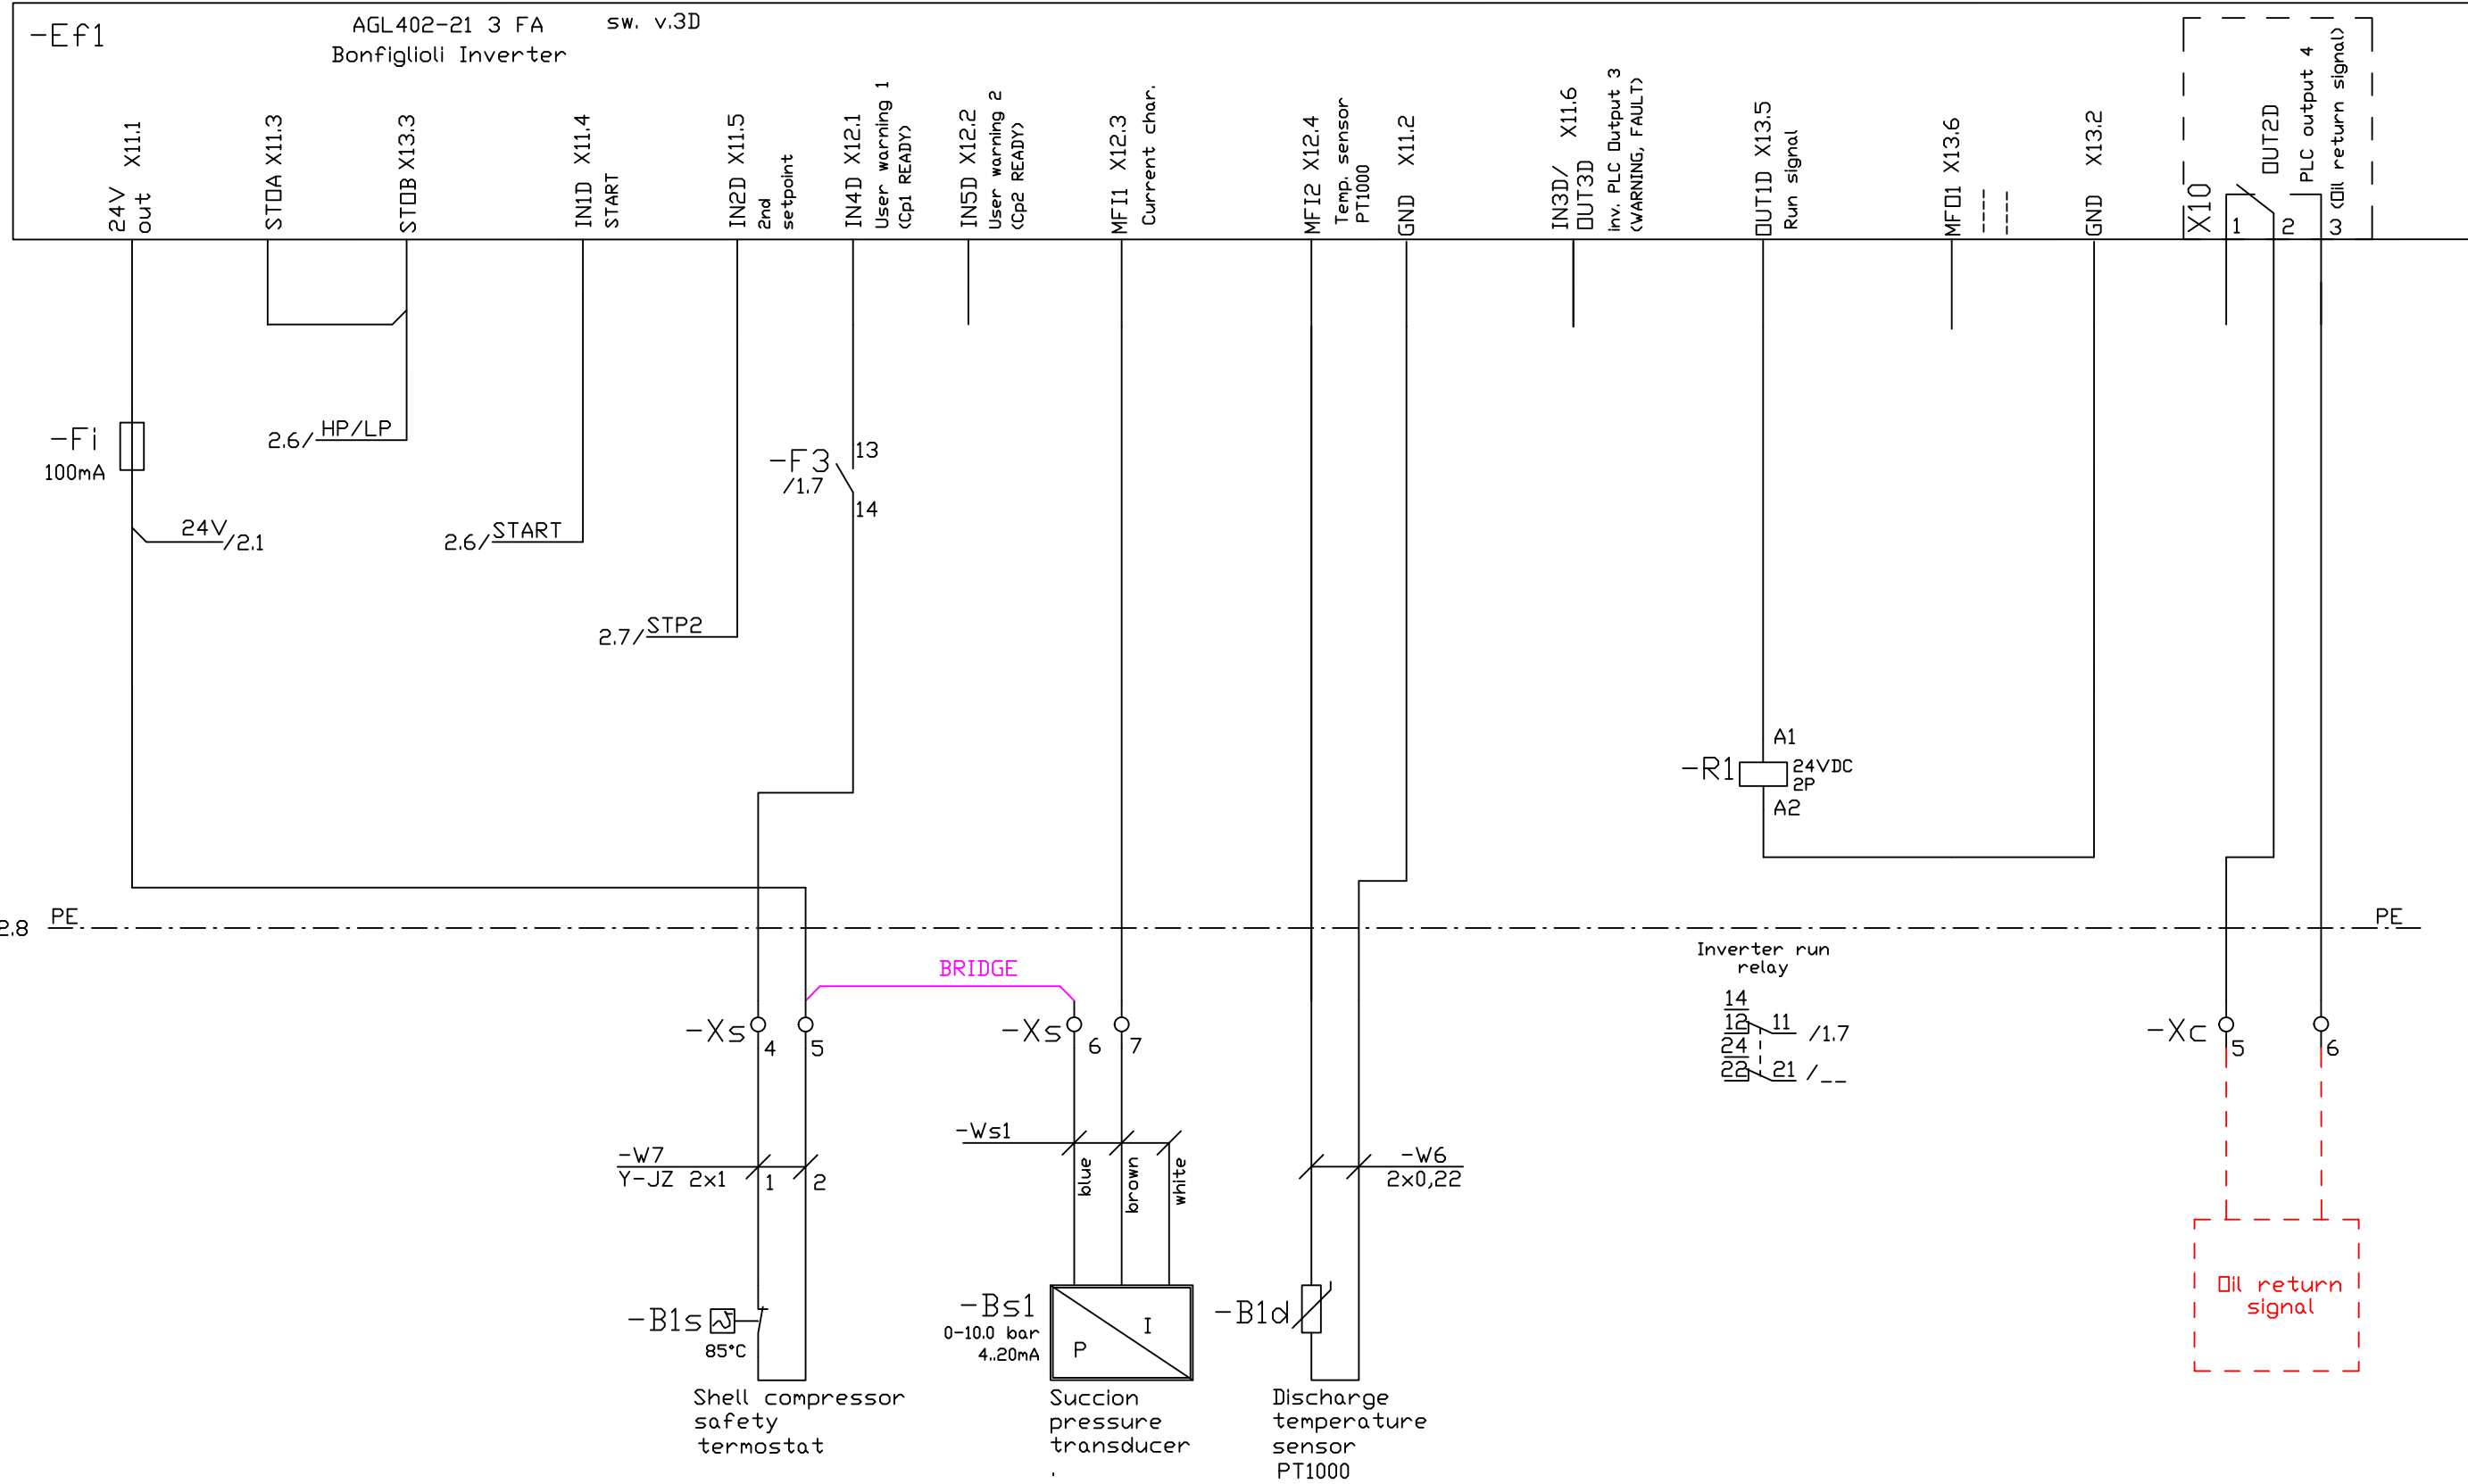 -Ef1
AGL402-21 3 FA
sw. v.3D
Bonfiglioli Inverter
24V X11.1
out
STOA X11.3
STOB X13.3
IN1D X11.4
START
IN2D X11.5
2nd
setpoint
IN4D X12.1
User warning 1
(Cp1 READY)
IN5D X12.2
User warning 2
(Cp2 READY)
MFI1 X12.3
Current char.
MFI2 X12.4
Temp. sensor
PT1000
GND X11.2
IN3D/ X11.6
OUT3D
inv. PLC Output 3
(WARNING, FAULT)
OUT1D X13.5
Run signal
MFO1 X13.6
-----
-----
GND X13.2
X10
OUT2D
PLC output 4
(Oil return signal)
1
2
3
-Fi
100mA
2.6/
HP/LP
24V
/2.1
2.6/
START
2.7/
STP2
-F3
/1.7
13
14
-R1
A1
24VDC
2P
A2
2.8
PE
PE
BRIDGE
Inverter run
relay
14
12
11
/1.7
24
22
21
/--
-Xs
4
5
-Xs
6
7
-Xc
5
6
-W7
Y-JZ 2x1
1
2
-Ws1
blue
brown
white
-W6
2x0,22
-B1s
85°C
-Bs1
0-10.0 bar
4..20mA
P
I
-B1d
Oil return
signal
Shell compressor
safety
termostat
Succion
pressure
transducer
Discharge
temperature
sensor
PT1000